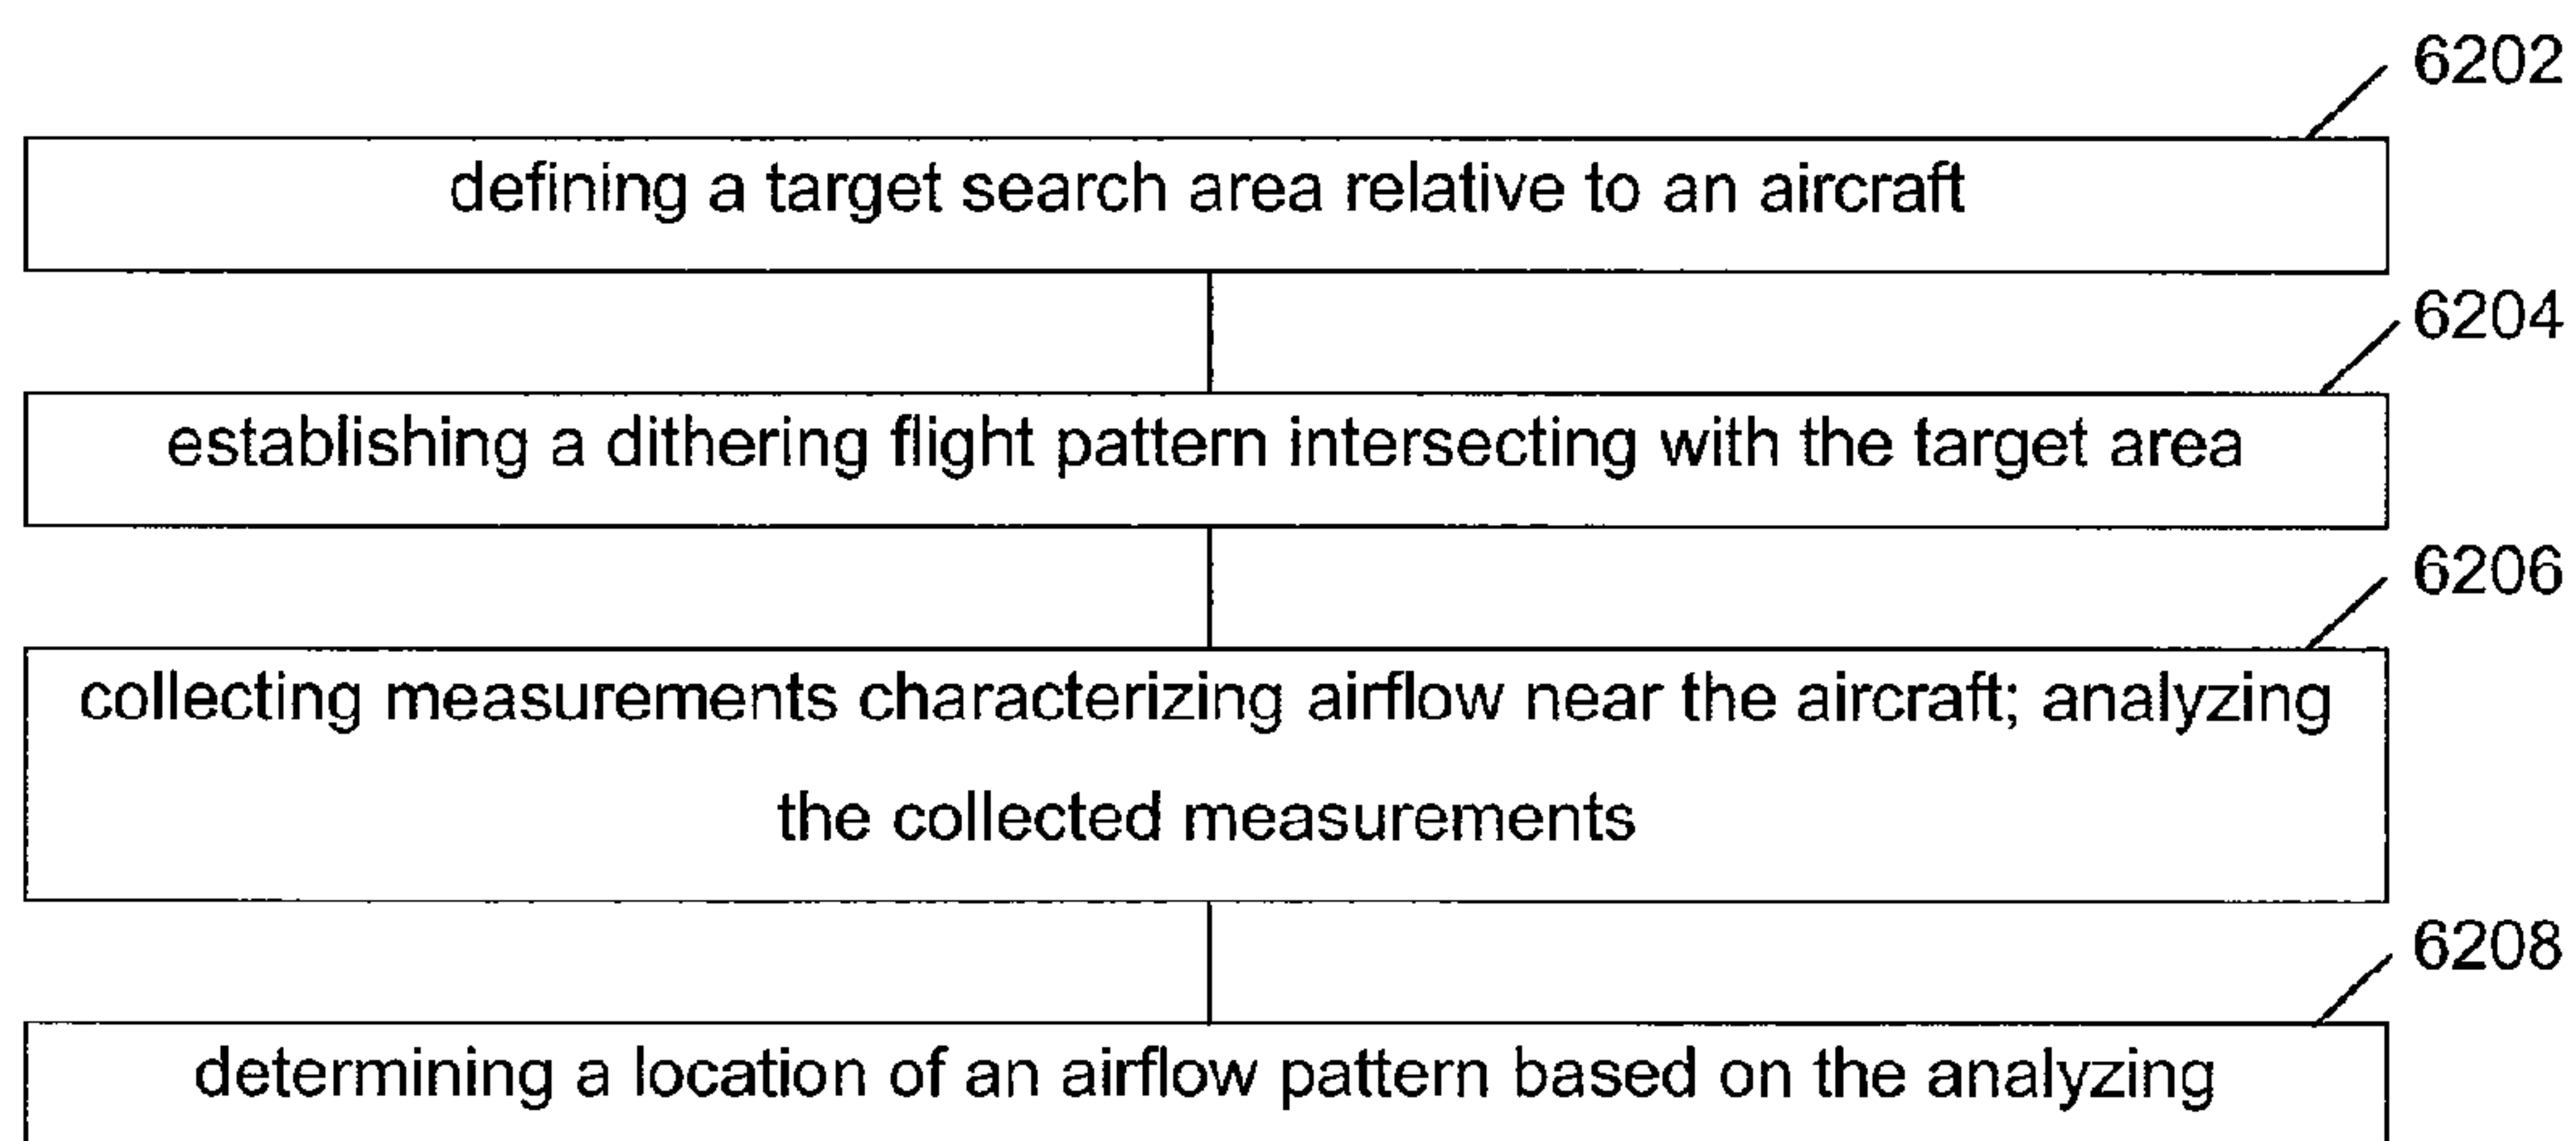 6202
defining a target search area relative to an aircraft
6204
establishing a dithering flight pattern intersecting with the target area
6206
collecting measurements characterizing airflow near the aircraft; analyzing
the collected measurements
6208
determining a location of an airflow pattern based on the analyzing